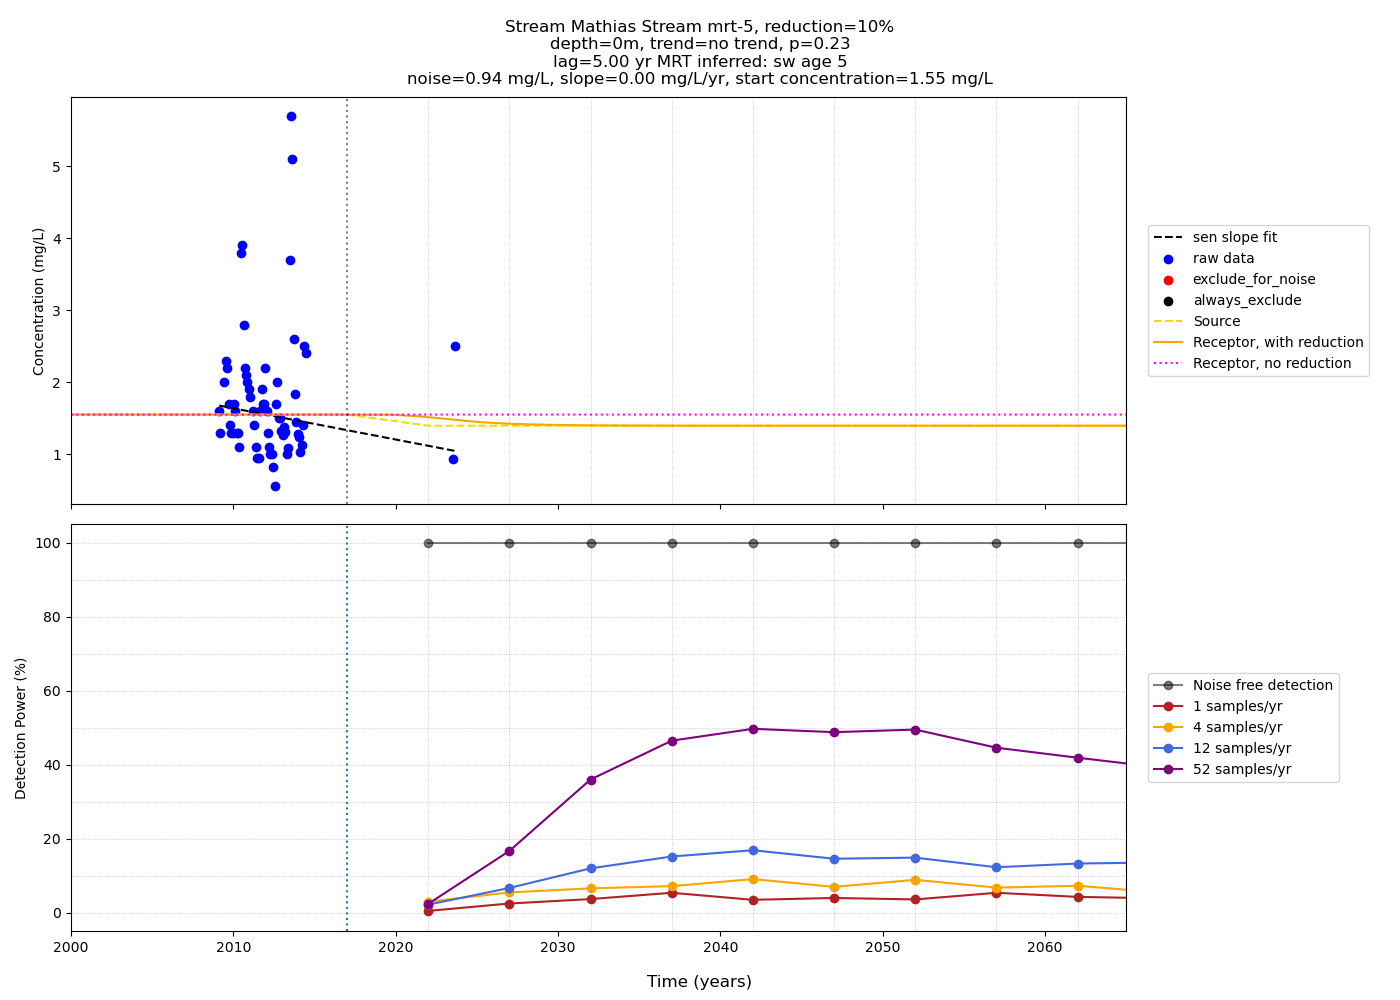 Stream Mathias Stream mrt-5, reduction=10%
depth=0m, trend=no trend, p=0.23
lag=5.00 yr MRT inferred: sw age 5
noise=0.94 mg/L, slope=0.00 mg/L/yr, start concentration=1.55 mg/L
Concentration (mg/L)
5
4
3
2
1
sen slope fit
raw data
exclude_for_noise
always_exclude
Source
Receptor, with reduction
Receptor, no reduction
Detection Power (%)
100
80
60
40
20
0
Noise free detection
1 samples/yr
4 samples/yr
12 samples/yr
52 samples/yr
2000 2010 2020 2030 2040 2050 2060
Time (years)